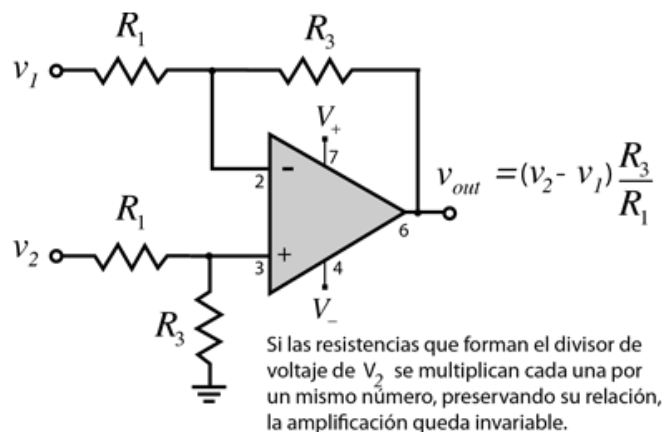 R1
R3
v1
V+
7
2
-
vout = (v2 - v1) R3/R1
6
R1
v2
3
+
4
V_
R3
Si las resistencias que forman el divisor de
voltaje de V2 se multiplican cada una por
un mismo número, preservando su relación,
la amplificación queda invariable.